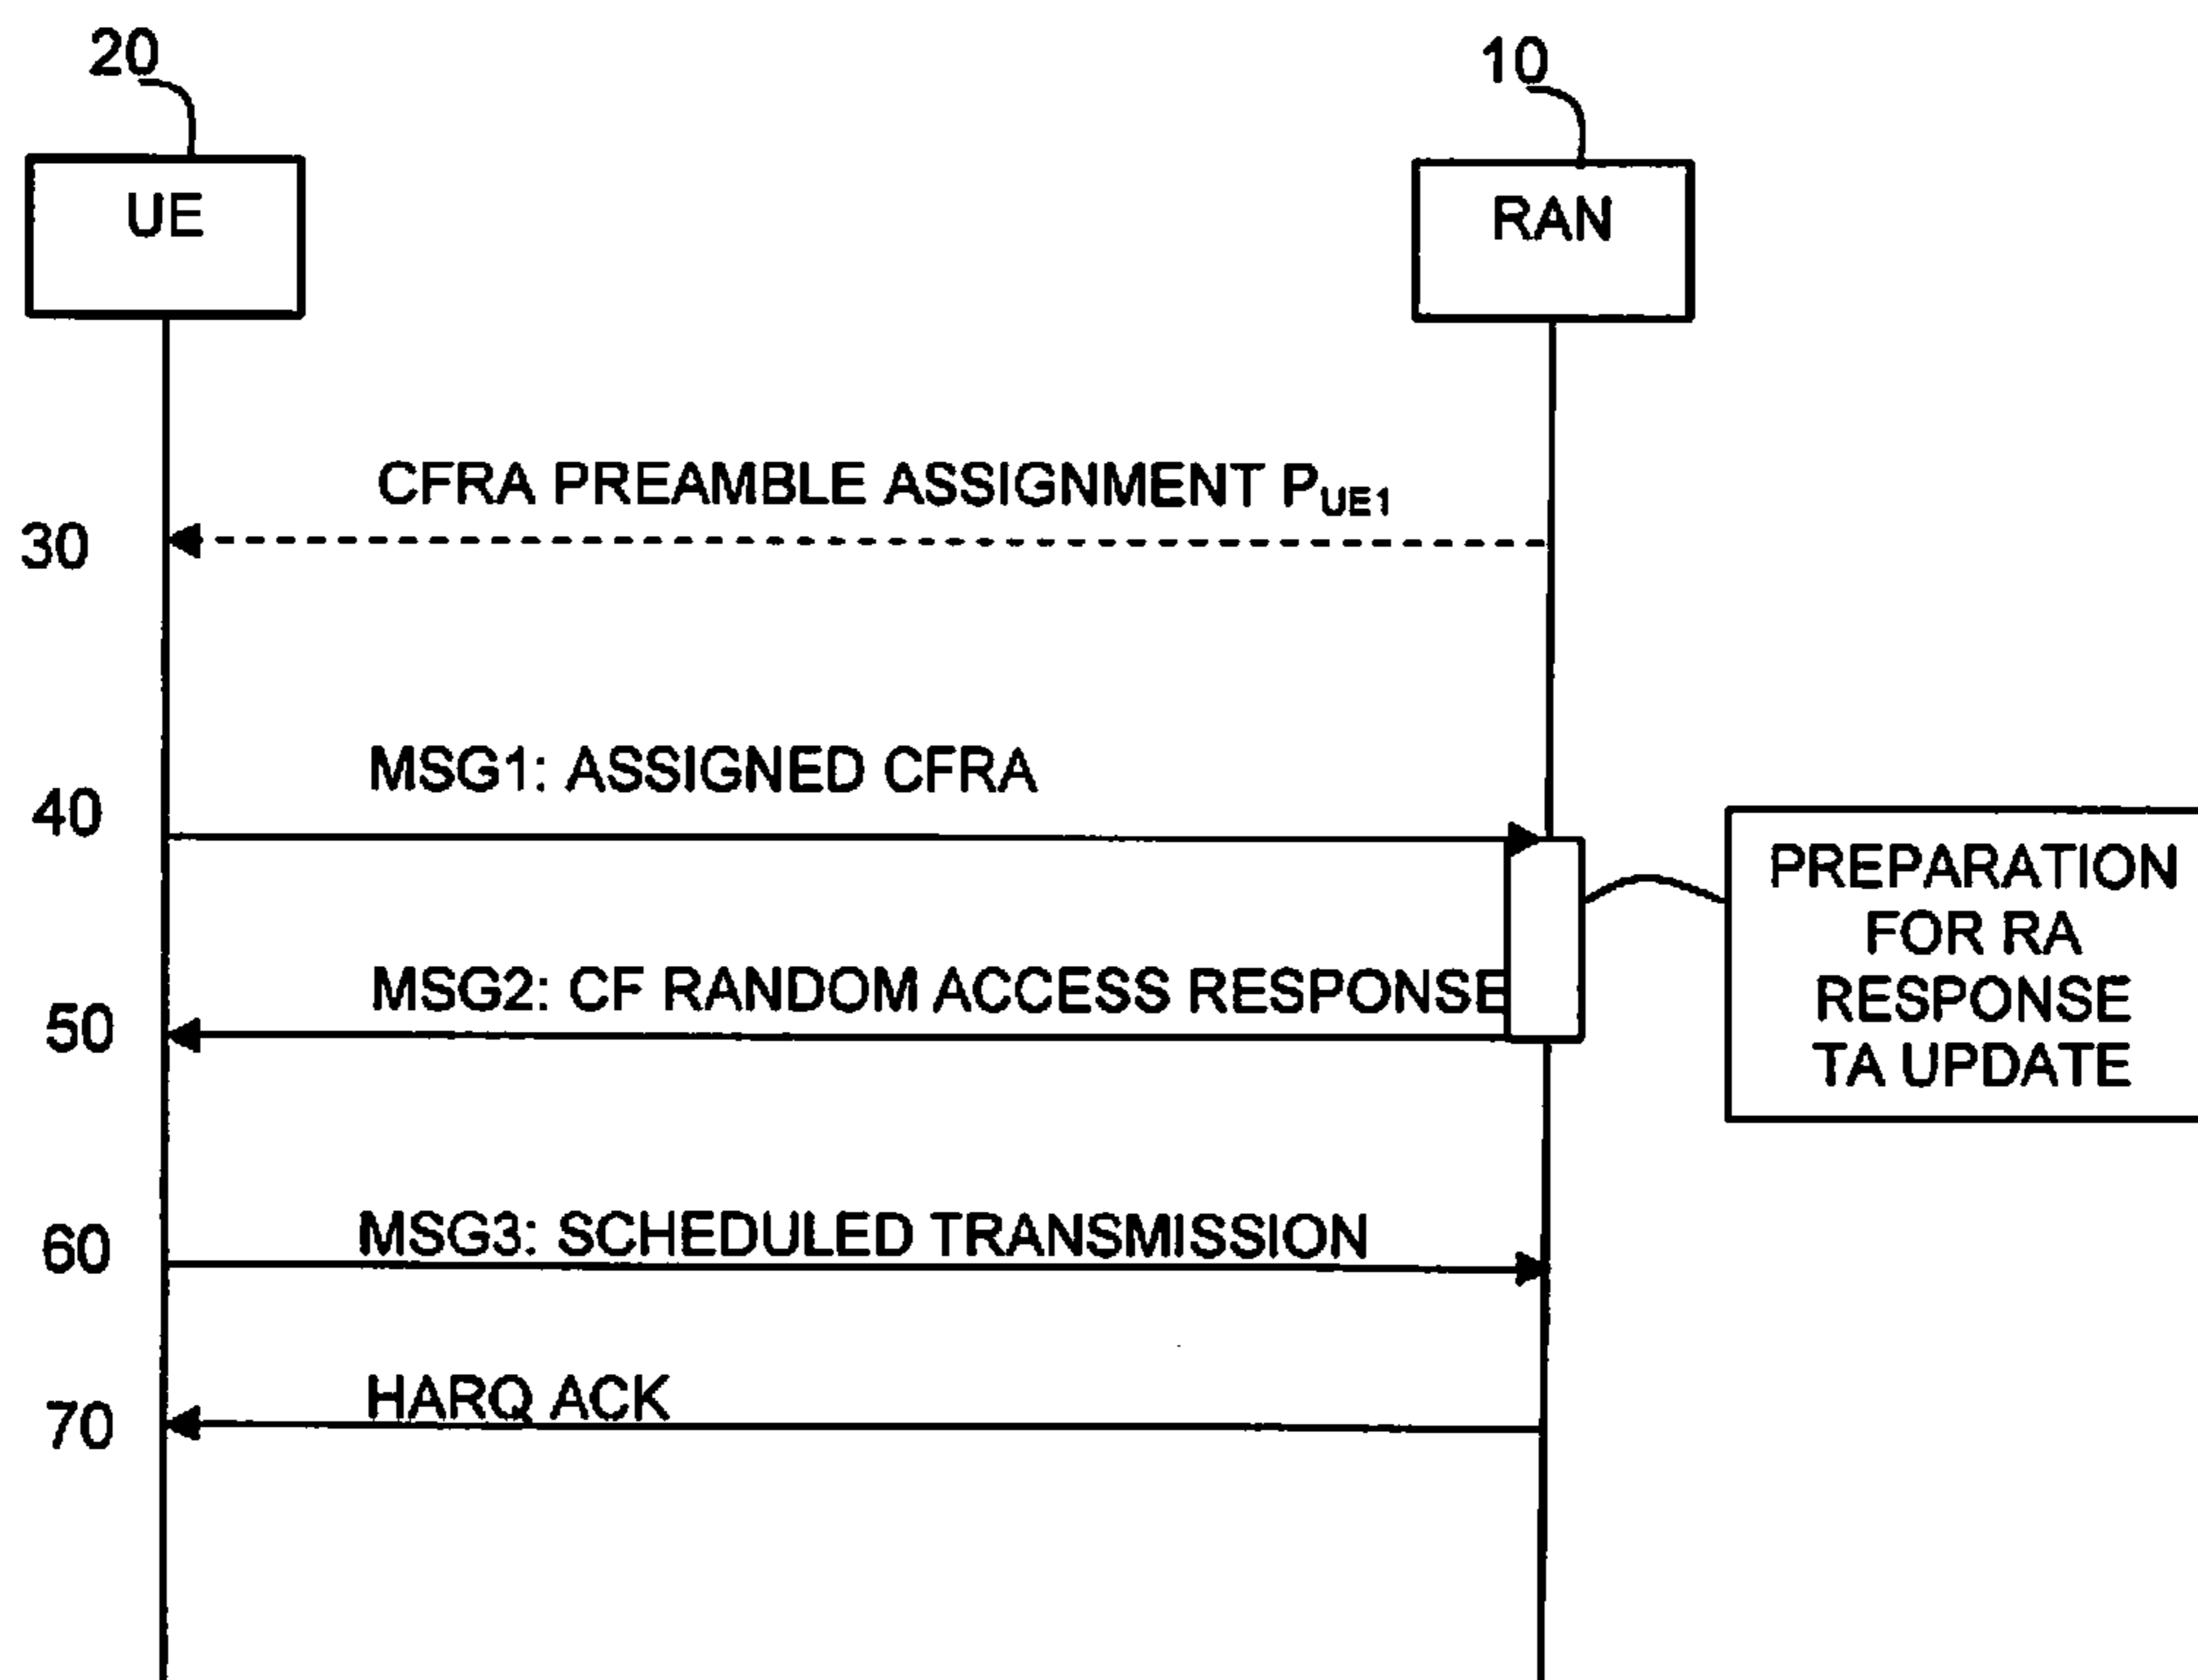 20
10
UE
RAN
CFRA PREAMBLE ASSIGNMENT P_UE1
30
MSG1: ASSIGNED CFRA
40
PREPARATION
FOR RA
RESPONSE
TA UPDATE
MSG2: CF RANDOM ACCESS RESPONSE
50
MSG3: SCHEDULED TRANSMISSION
60
HARQ ACK
70